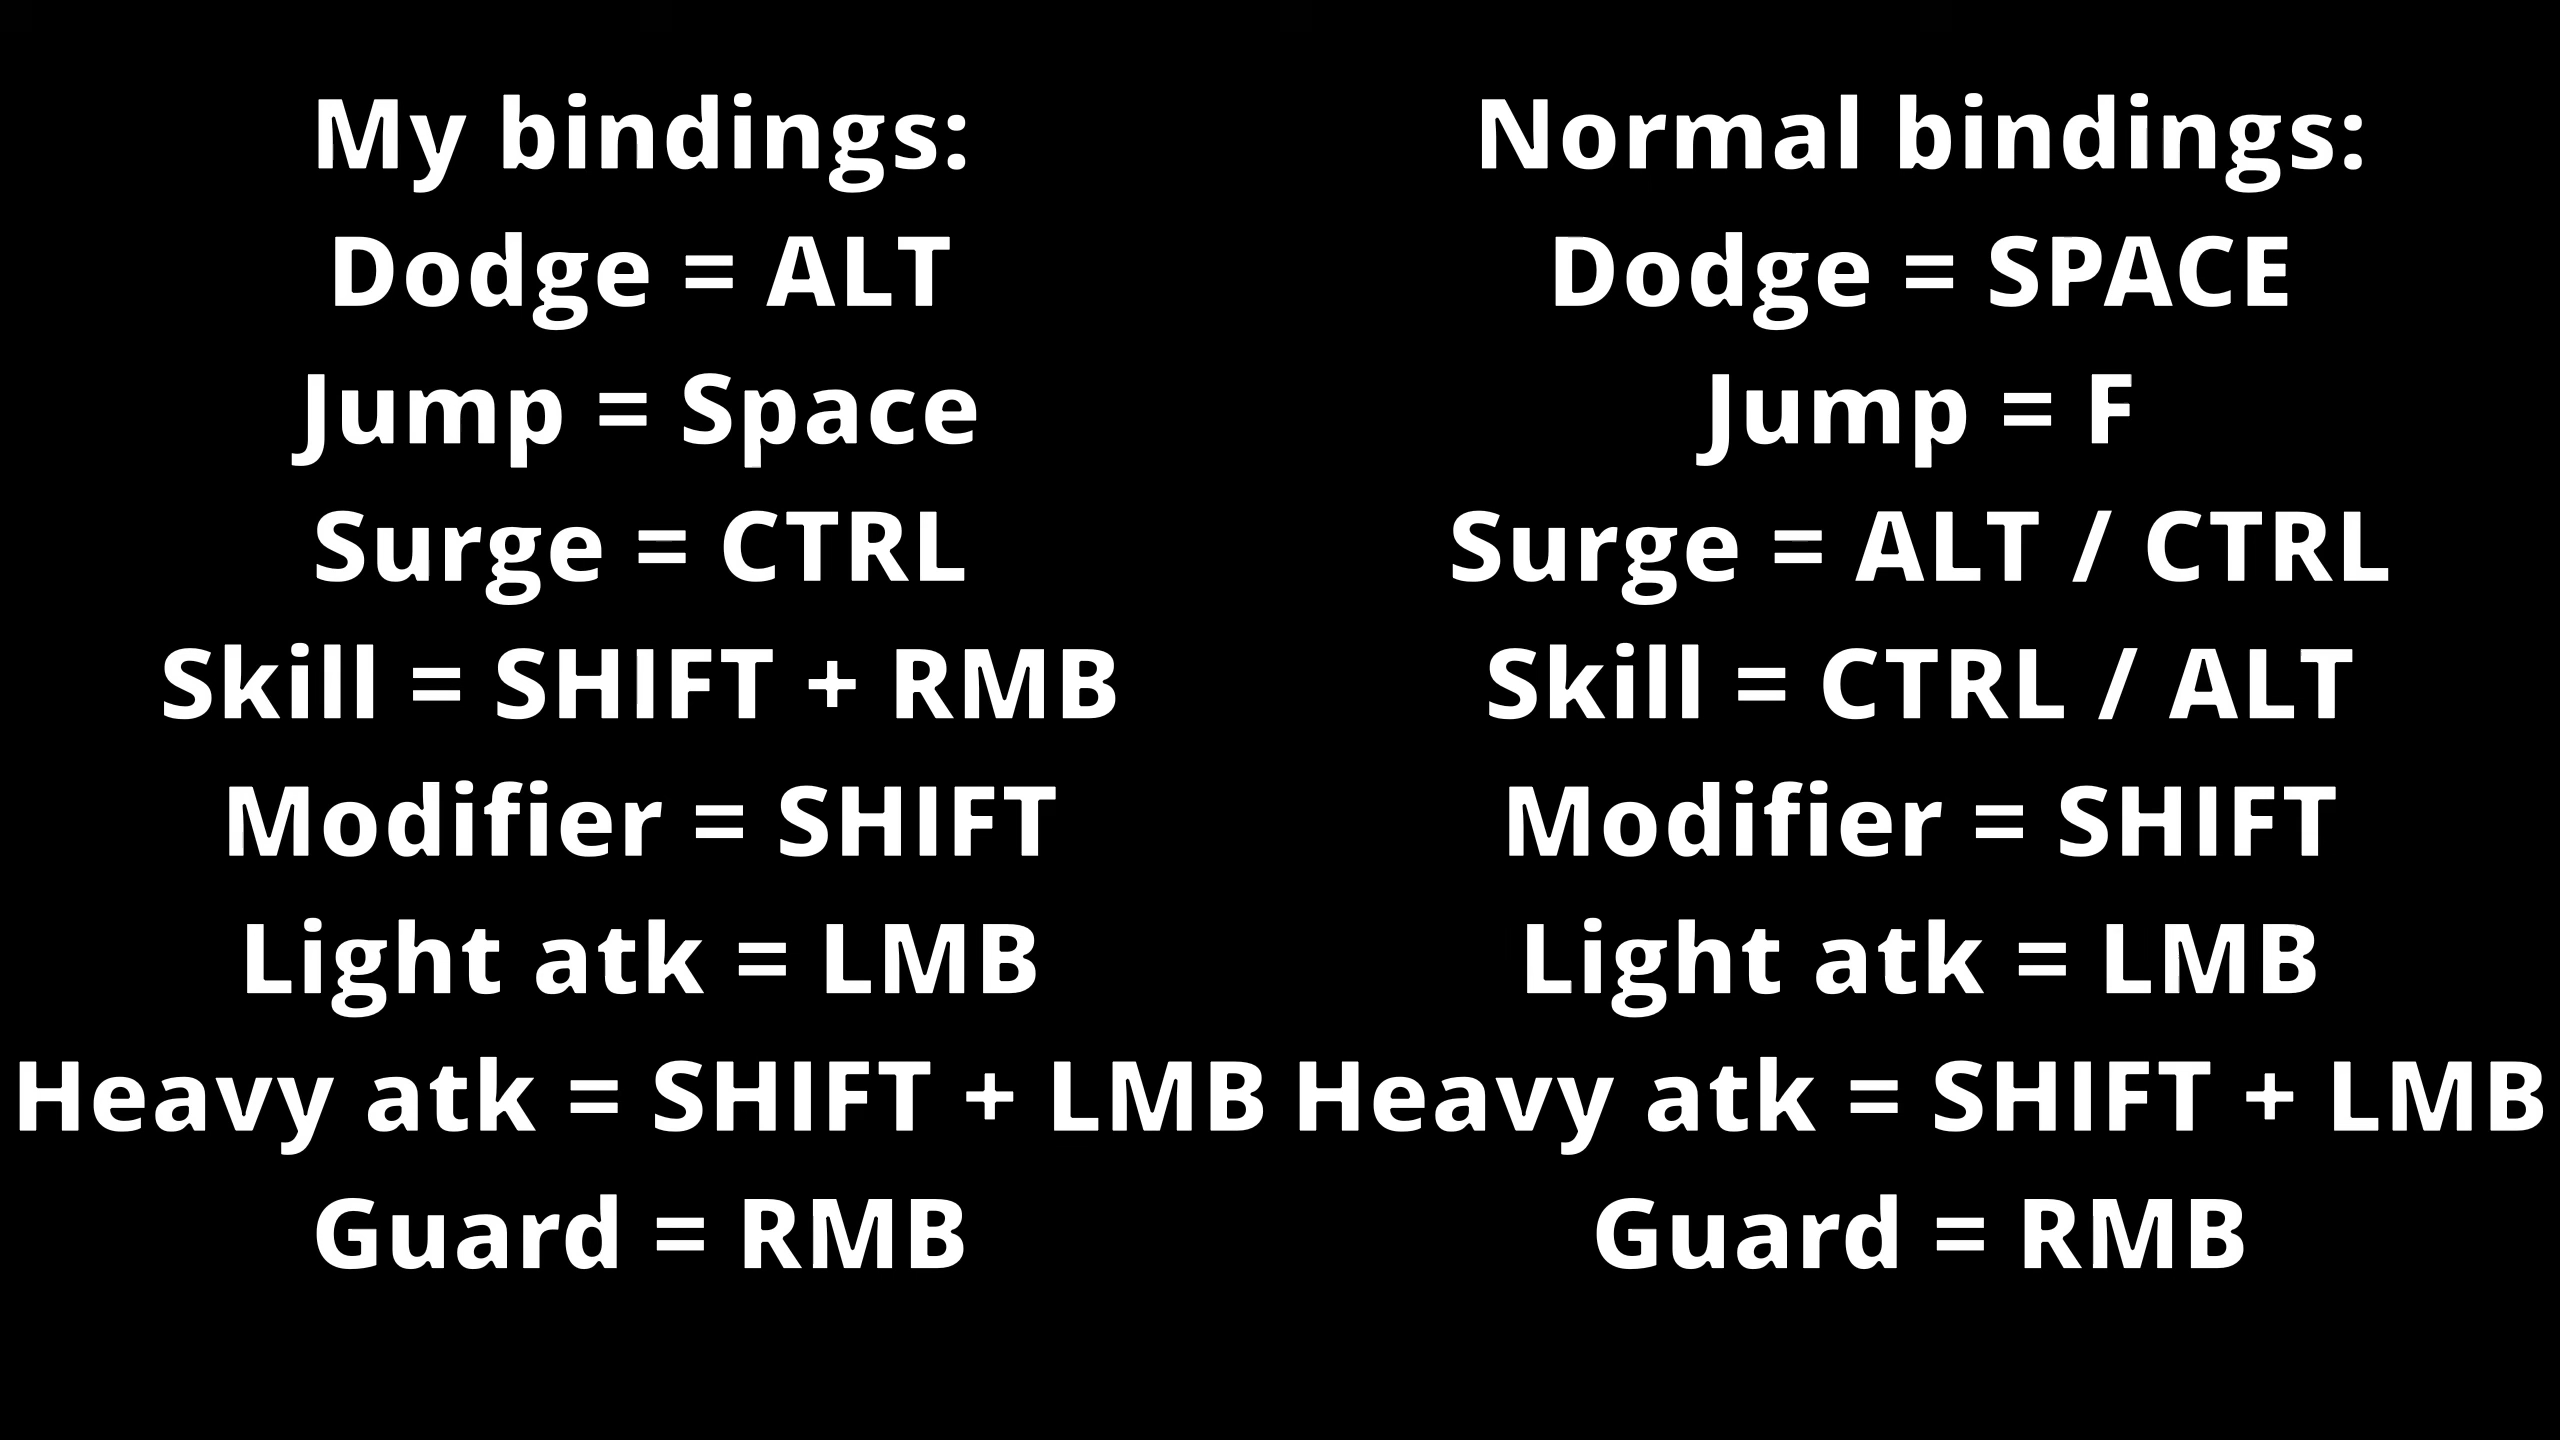 My bindings:
Dodge = ALT
Jump = Space
Surge = CTRL
Skill = SHIFT + RMB
Modifier = SHIFT
Light atk = LMB
Heavy atk = SHIFT + LMB
Guard = RMB
Normal bindings:
Dodge = SPACE
Jump = F
Surge = ALT / CTRL
Skill = CTRL / ALT
Modifier = SHIFT
Light atk = LMB
Heavy atk = SHIFT + LMB
Guard = RMB